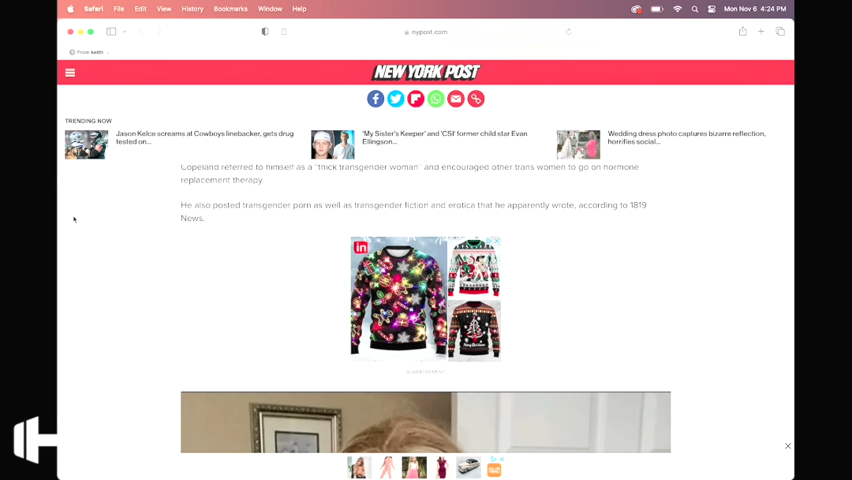 Safari File Edit View History Bookmarks Window Help Mon Nov 6 4:24 PM
nypost.com
From keith
NEW YORK POST
TRENDING NOW
Jason Kelce screams at Cowboys linebacker, gets drug
tested on...
'My Sister's Keeper' and 'CSI' former child star Evan
Ellingson...
Wedding dress photo captures bizarre reflection,
horrifies social...
Copeland referred to himself as a "thick transgender woman" and encouraged other trans women to go on hormone
replacement therapy.
He also posted transgender porn as well as transgender fiction and erotica that he apparently wrote, according to 1819
News.
in
ADVERTISEMENT